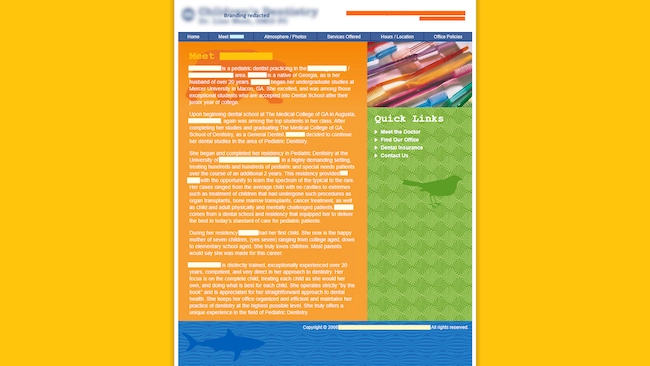 Branding redacted
Home Meet Atmosphere / Photos Services Offered Hours / Location Office Policies
Meet
is a pediatric dentist practicing in the /
area. is a native of Georgia, as is her
husband of over 20 years. began her undergraduate studies at
Mercer University in Macon, GA. She excelled, and was among those
exceptional students who are accepted into Dental School after their
junior year of college.
Upon beginning dental school at The Medical College of GA in Augusta,
, again was among the top students in her class. After
completing her studies and graduating The Medical College of GA,
School of Dentistry, as a General Dentist, decided to continue
her dental studies in the area of Pediatric Dentistry.
She began and completed her residency in Pediatric Dentistry at the
University of in a highly demanding setting,
treating hundreds and hundreds of pediatric and special needs patients
over the course of an additional 2 years. This residency provided
with the opportunity to learn the spectrum of the typical to the rare.
Her cases ranged from the average child with no cavities to extremes
such as treatment of children that had undergone such procedures as
organ transplants, bone marrow transplants, cancer treatment, as well
as child and adult physically and mentally challenged patients.
comes from a dental school and residency that equipped her to deliver
the best in today's standard of care for pediatric patients.
During her residency had her first child. She now is the happy
mother of seven children, (yes seven) ranging from college aged, down
to elementary school aged. She truly loves children. Most parents
would say she was made for this career.
is distinctly trained, exceptionally experienced over 20
years, competent, and very direct in her approach to dentistry. Her
focus is on the complete child, treating each child as she would her
own, and doing what is best for each child. She operates strictly "by the
book" and is appreciated for her straightforward approach to dental
health. She keeps her office organized and efficient and maintains her
practice of dentistry at the highest possible level. She truly offers a
unique experience in the field of Pediatric Dentistry
Quick Links
Meet the Doctor
Find Our Office
Dental Insurance
Contact Us
Copyright © All rights reserved.